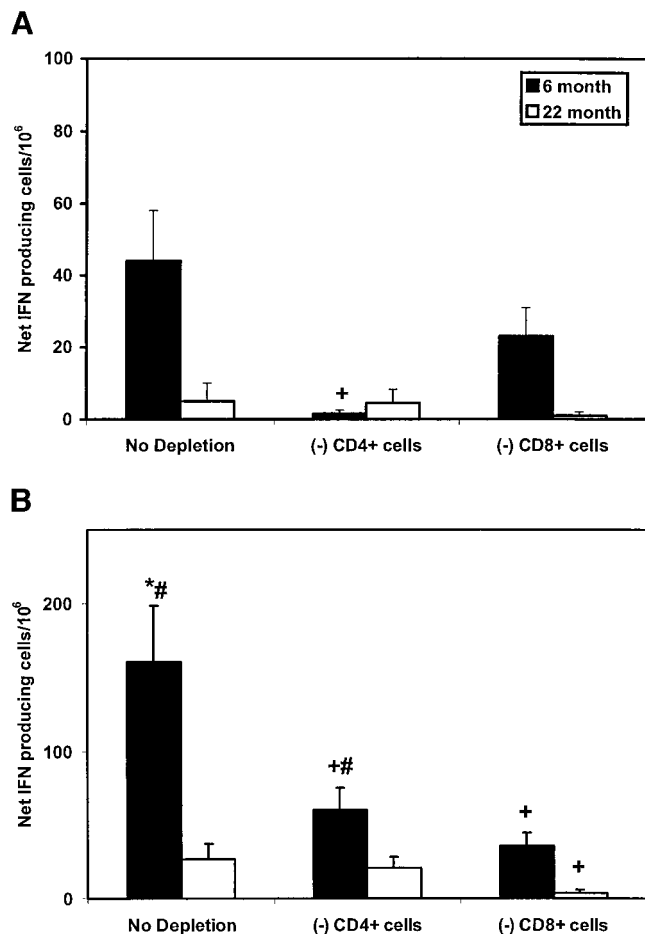 A
100
80
60
40
20
0
Net IFN producing cells/10⁶
6 month
22 month
+
No Depletion (-) CD4+ cells (-) CD8+ cells
B
200
100
0
Net IFN producing cells/10⁶
*#
+#
+
+
No Depletion (-) CD4+ cells (-) CD8+ cells